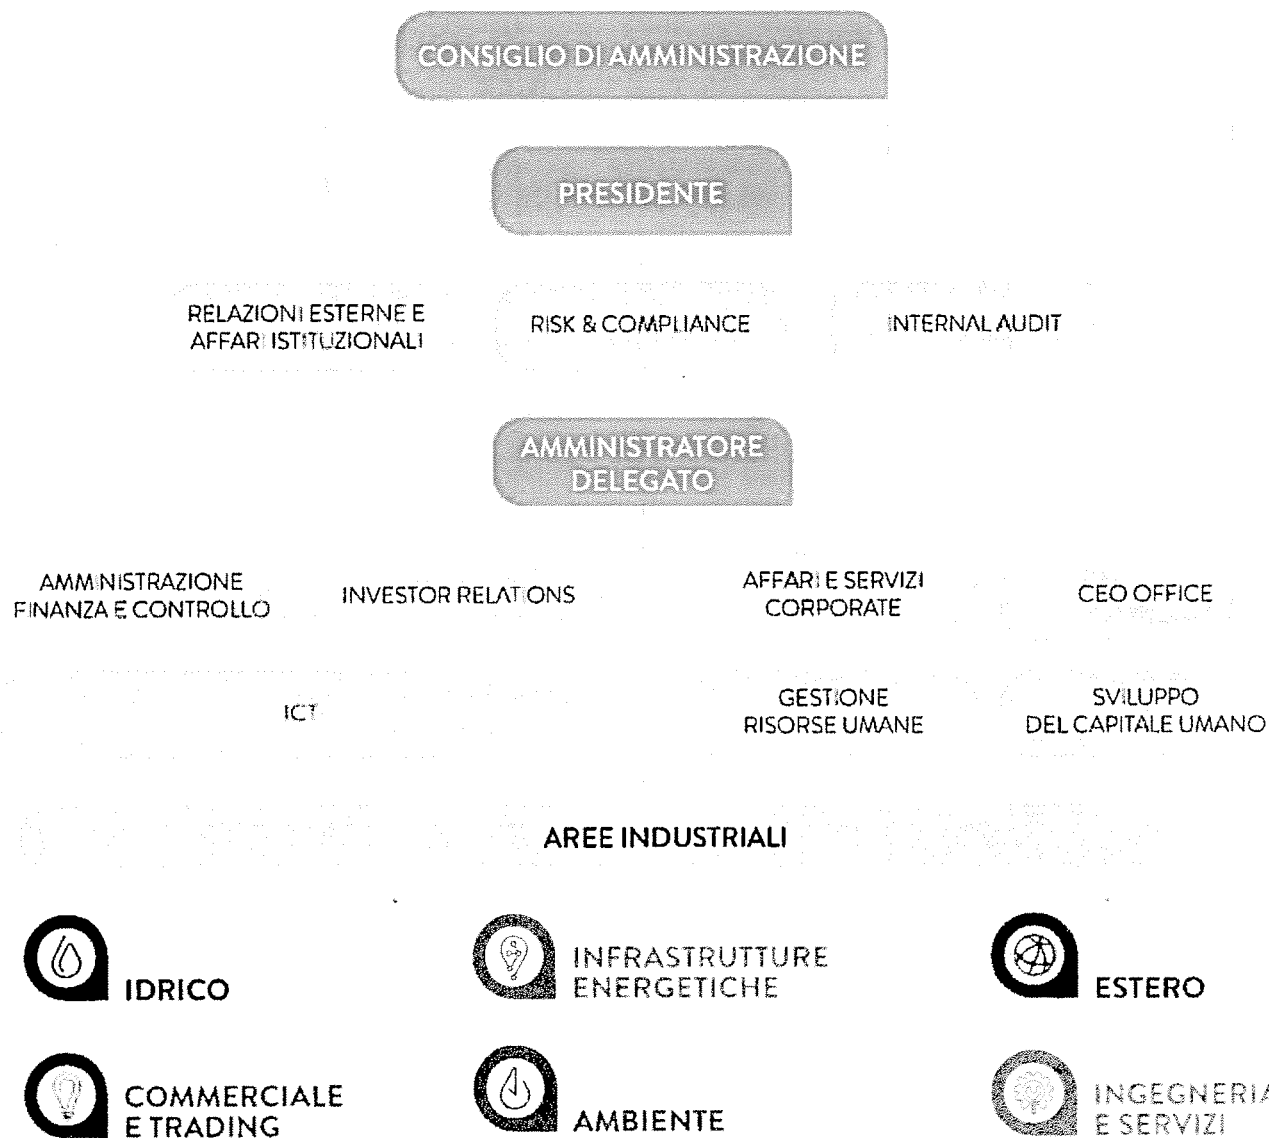 CONSIGLIO DI AMMINISTRAZIONE
PRESIDENTE
RELAZIONI ESTERNE E
AFFARI ISTITUZIONALI
RISK & COMPLIANCE
INTERNAL AUDIT
AMMINISTRATORE
DELEGATO
AMMINISTRAZIONE
FINANZA E CONTROLLO
INVESTOR RELATIONS
AFFARI E SERVIZI
CORPORATE
CEO OFFICE
ICT
GESTIONE
RISORSE UMANE
SVILUPPO
DEL CAPITALE UMANO
AREE INDUSTRIALI
IDRICO
INFRASTRUTTURE
ENERGETICHE
ESTERO
COMMERCIALE
E TRADING
AMBIENTE
INGEGNERIA
E SERVIZI